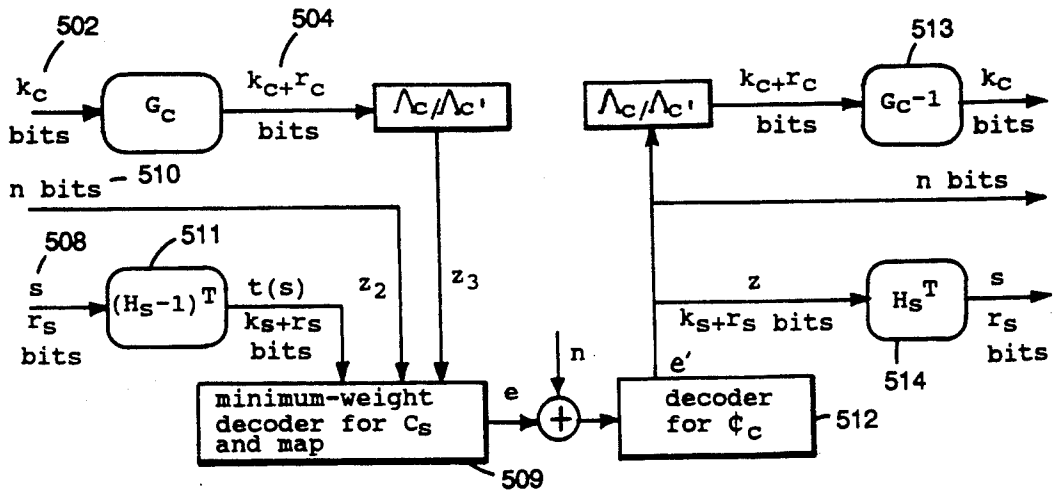 502
504
513
k_c
k_c+r_c
k_c+r_c
k_c
G_C
Λ_C/Λ_C'
Λ_C/Λ_C'
G_C-1
bits
bits
bits
bits
510
n bits
n bits
508
511
s
(H_S-1)^T
t(s)
z_2
z_3
z
H_S^T
s
r_s
k_s+r_s
k_s+r_s bits
r_s
bits
bits
bits
n
e'
514
minimum-weight
decoder for C_s
and map
e
+
decoder
for ₵_c
512
509